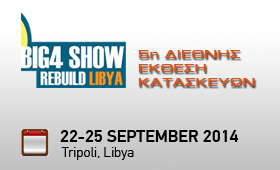 BIG4 SHOW
REBUILD LIBYA
5η ΔΙΕΘΝΗΣ
ΕΚΘΕΣΗ
ΚΑΤΑΣΚΕΥΩΝ
22-25 SEPTEMBER 2014
Tripoli, Libya